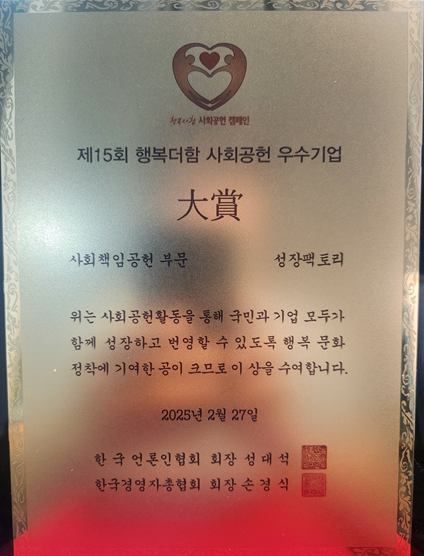 행복더함 사회공헌 캠페인
제15회 행복더함 사회공헌 우수기업
大賞
사회책임공헌 부문 성장팩토리
위는 사회공헌활동을 통해 국민과 기업 모두가
함께 성장하고 번영할 수 있도록 행복 문화
정착에 기여한 공이 크므로 이 상을 수여합니다.
2025년 2월 27일
한국언론인협회 회장 성대석
한국경영자총협회 회장 손경식